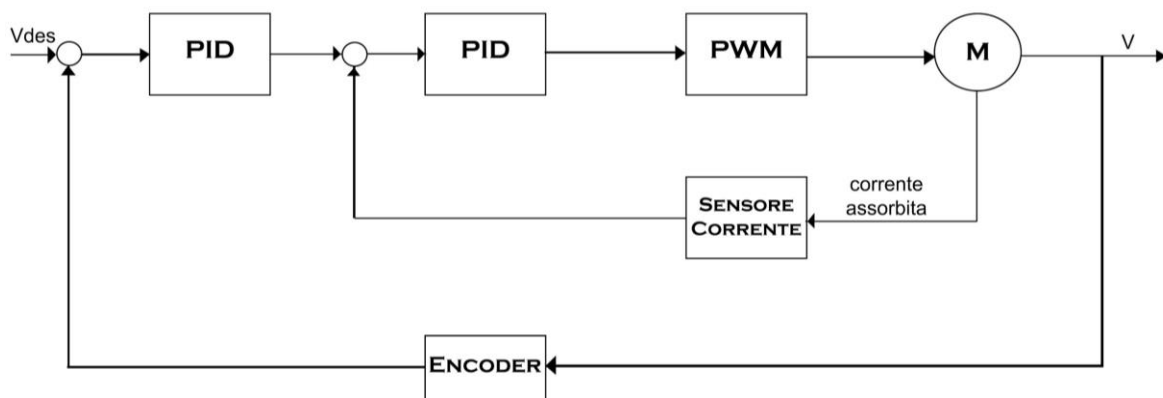 Vdes
PID
PID
PWM
M
V
SENSORE
CORRENTE
corrente
assorbita
ENCODER